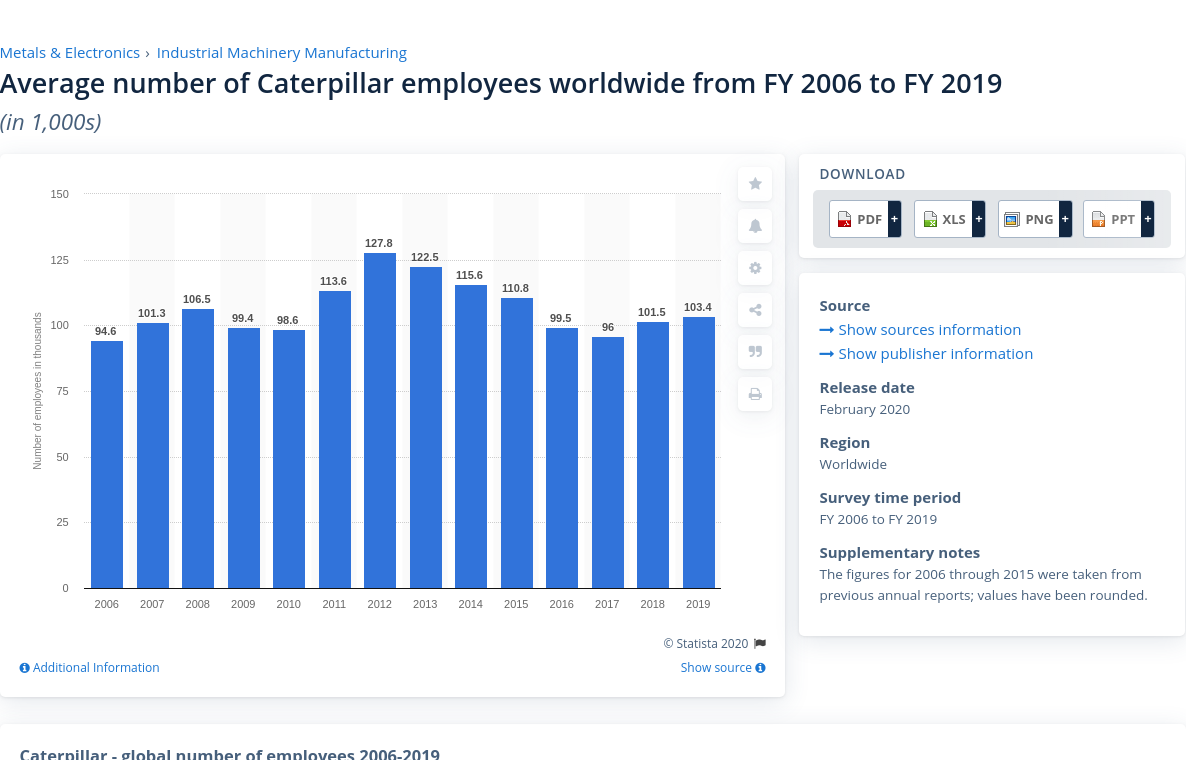 Metals & Electronics › Industrial Machinery Manufacturing
Average number of Caterpillar employees worldwide from FY 2006 to FY 2019
(in 1,000s)
Number of employees in thousands
150
125
100
75
50
25
0
94.6
101.3
106.5
99.4
98.6
113.6
127.8
122.5
115.6
110.8
99.5
96
101.5
103.4
2006 2007 2008 2009 2010 2011 2012 2013 2014 2015 2016 2017 2018 2019
© Statista 2020
Additional Information
Show source
DOWNLOAD
PDF + XLS + PNG + PPT +
Source
Show sources information
Show publisher information
Release date
February 2020
Region
Worldwide
Survey time period
FY 2006 to FY 2019
Supplementary notes
The figures for 2006 through 2015 were taken from
previous annual reports; values have been rounded.
Caterpillar - global number of employees 2006-2019